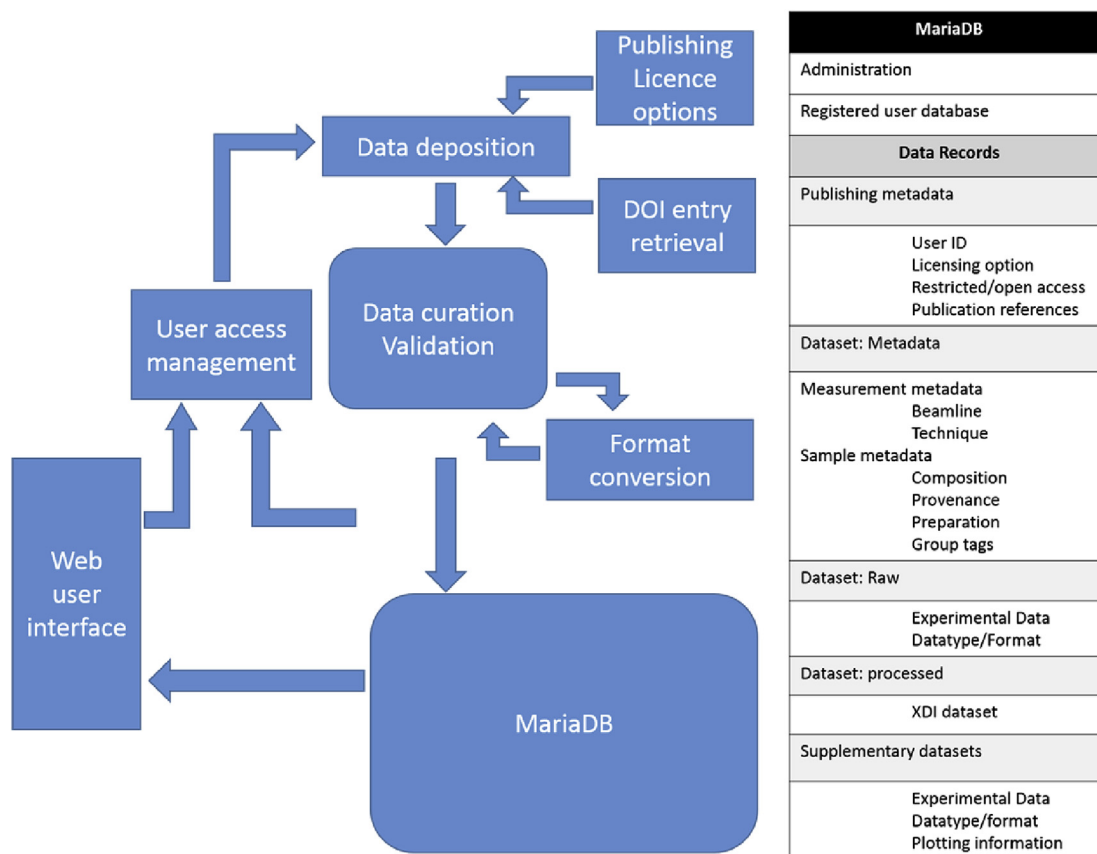 Publishing
Licence
options
Data deposition
DOI entry
retrieval
Data curation
Validation
User access
management
Format
conversion
Web
user
interface
MariaDB
MariaDB
Administration
Registered user database
Data Records
Publishing metadata
User ID
Licensing option
Restricted/open access
Publication references
Dataset: Metadata
Measurement metadata
Beamline
Technique
Sample metadata
Composition
Provenance
Preparation
Group tags
Dataset: Raw
Experimental Data
Datatype/Format
Dataset: processed
XDI dataset
Supplementary datasets
Experimental Data
Datatype/format
Plotting information